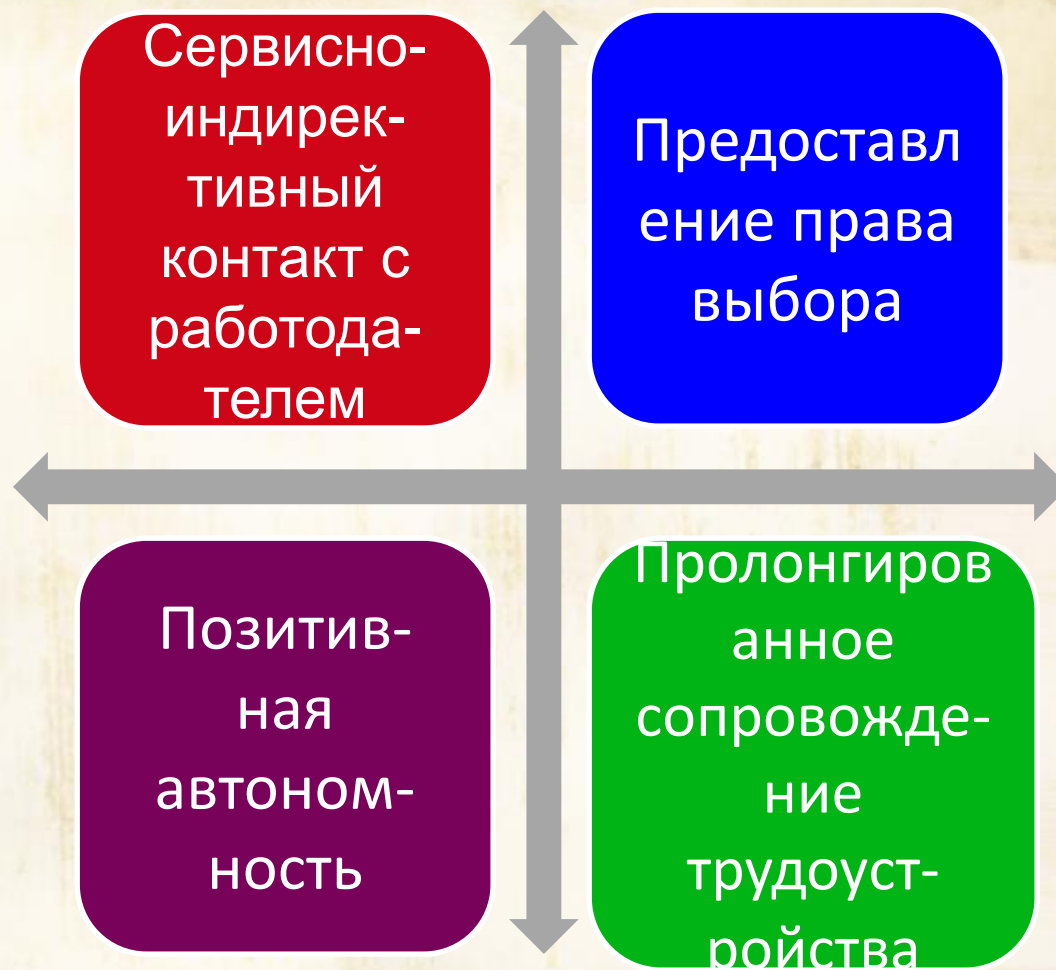 Сервисно-
индирек-
тивный
контакт с
работода-
телем
Предоставл
ение права
выбора
Позитив-
ная
автоном-
ность
Пролонгиров
анное
сопровожде-
ние
трудоуст-
ройства